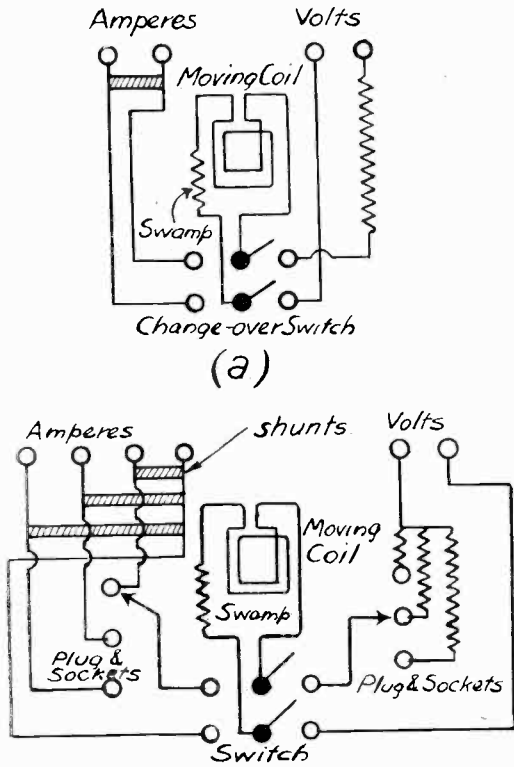 Amperes
Volts
Moving Coil
Swamp
Change-over Switch
(a)
Amperes
shunts
Volts
Moving
Coil
Swamp
Plug &
Sockets
Plug & Sockets
Switch